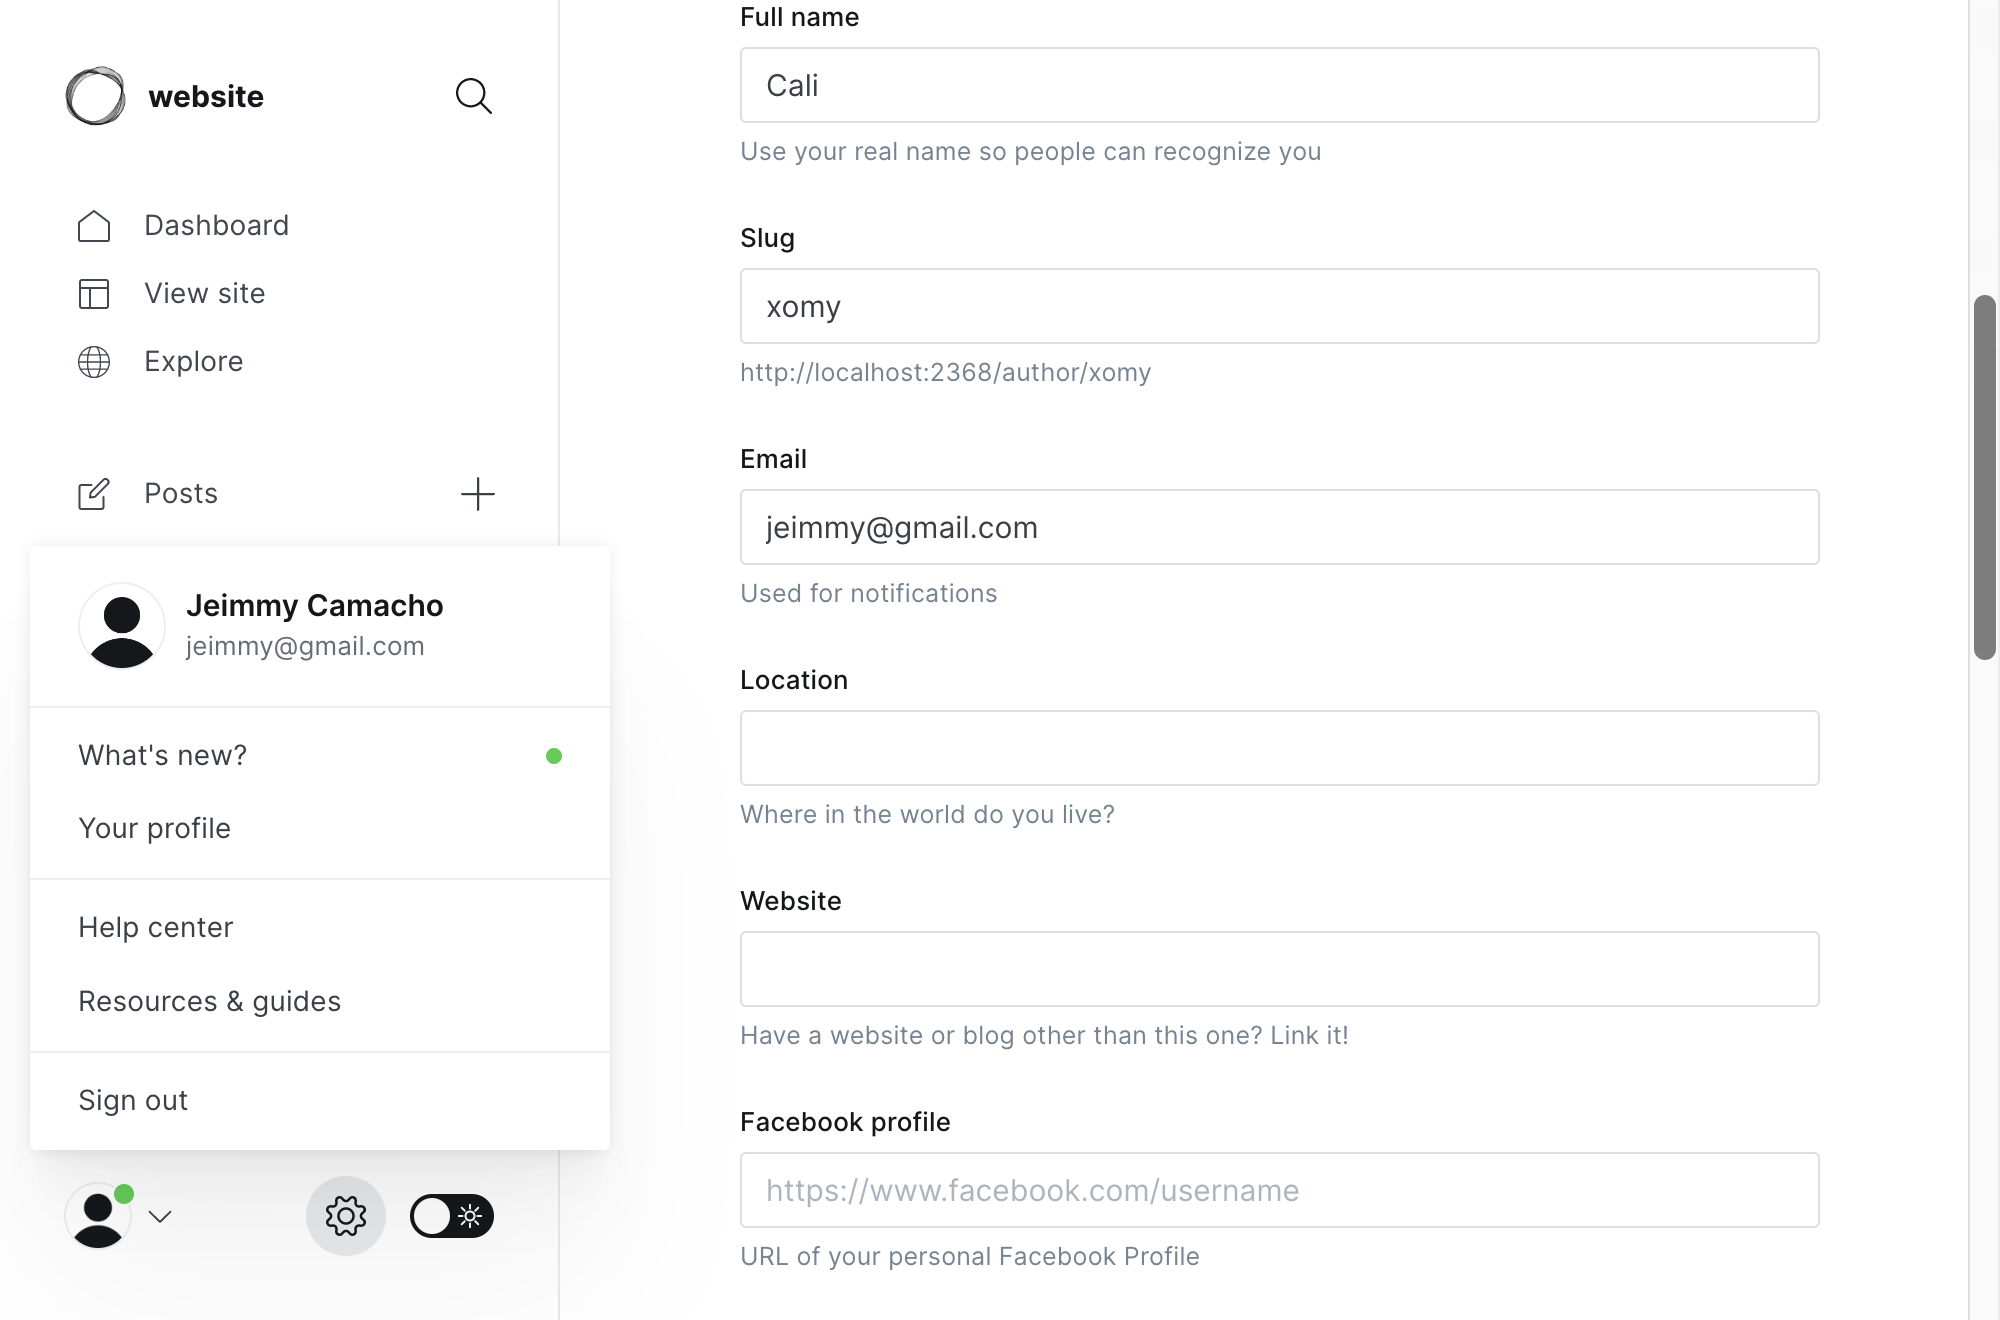 website
Dashboard
View site
Explore
Posts
Jeimmy Camacho
jeimmy@gmail.com
What's new?
Your profile
Help center
Resources & guides
Sign out
Full name
Cali
Use your real name so people can recognize you
Slug
xomy
http://localhost:2368/author/xomy
Email
jeimmy@gmail.com
Used for notifications
Location
Where in the world do you live?
Website
Have a website or blog other than this one? Link it!
Facebook profile
https://www.facebook.com/username
URL of your personal Facebook Profile